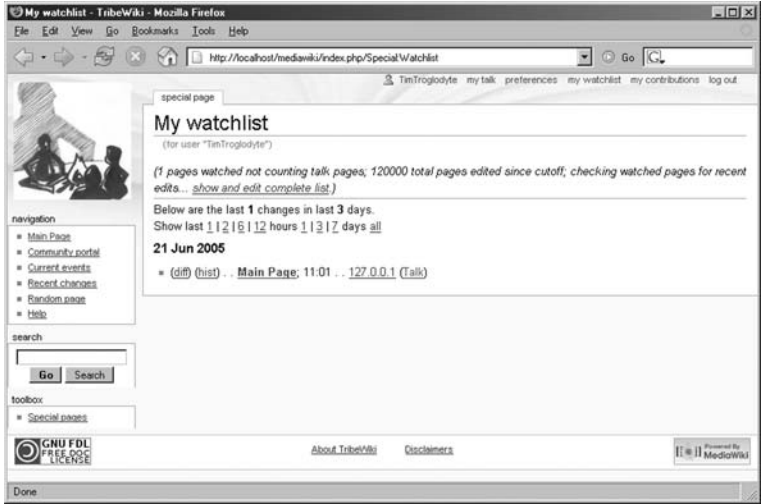 My watchlist - TribeWiki - Mozilla Firefox
File Edit View Go Bookmarks Tools Help
http://localhost/mediawiki/index.php/Special:Watchlist Go G
TimTroglodyte my talk preferences my watchlist my contributions log out
special page
My watchlist
(for user "TimTroglodyte")
(1 pages watched not counting talk pages; 120000 total pages edited since cutoff; checking watched pages for recent
edits... show and edit complete list.)
Below are the last 1 changes in last 3 days.
Show last 1 | 2 | 6 | 12 hours 1 | 3 | 7 days all
21 Jun 2005
(diff) (hist) . . Main Page; 11:01 . . 127.0.0.1 (Talk)
navigation
Main Page
Community portal
Current events
Recent changes
Random page
Help
search
Go Search
toolbox
Special pages
GNU FDL
FREE DOC
LICENSE
About TribeWiki Disclaimers
Powered By
MediaWiki
Done